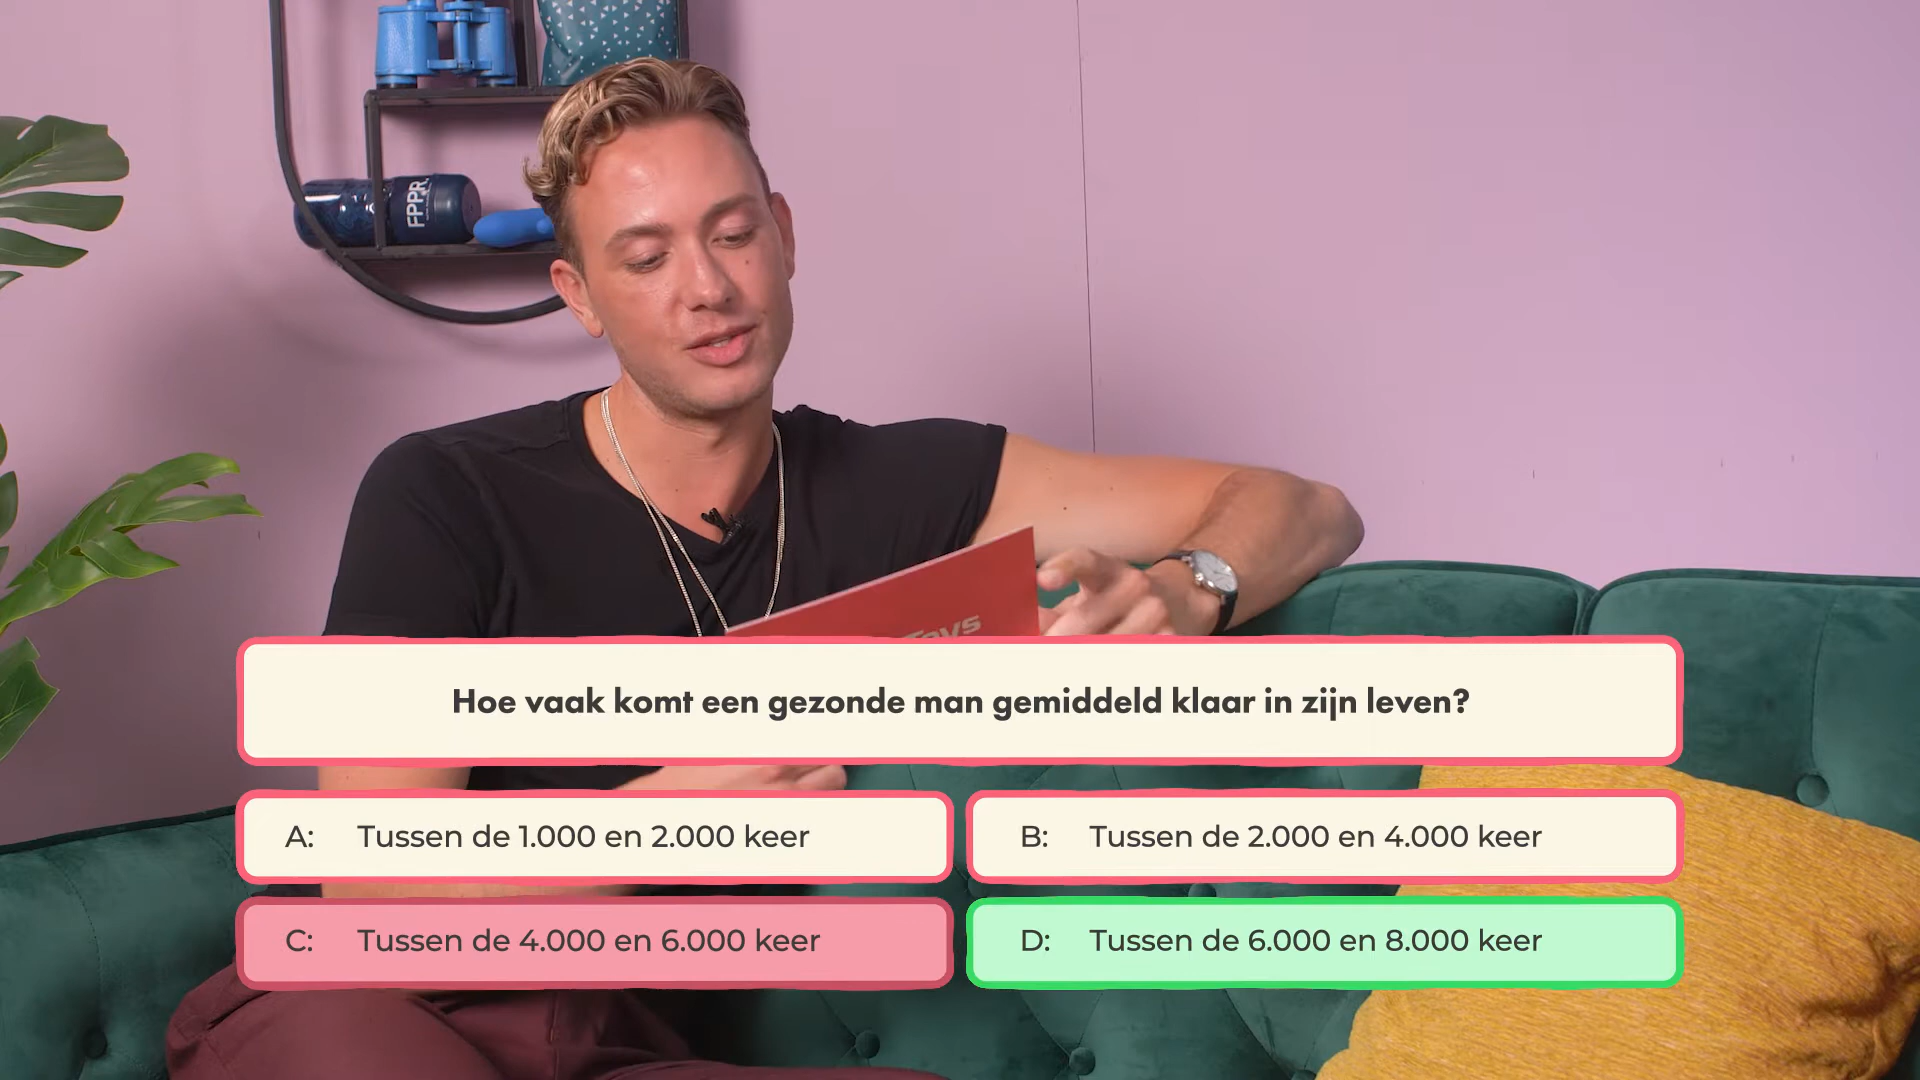 FPPR.
Toys
Hoe vaak komt een gezonde man gemiddeld klaar in zijn leven?
A: Tussen de 1.000 en 2.000 keer
B: Tussen de 2.000 en 4.000 keer
C: Tussen de 4.000 en 6.000 keer
D: Tussen de 6.000 en 8.000 keer